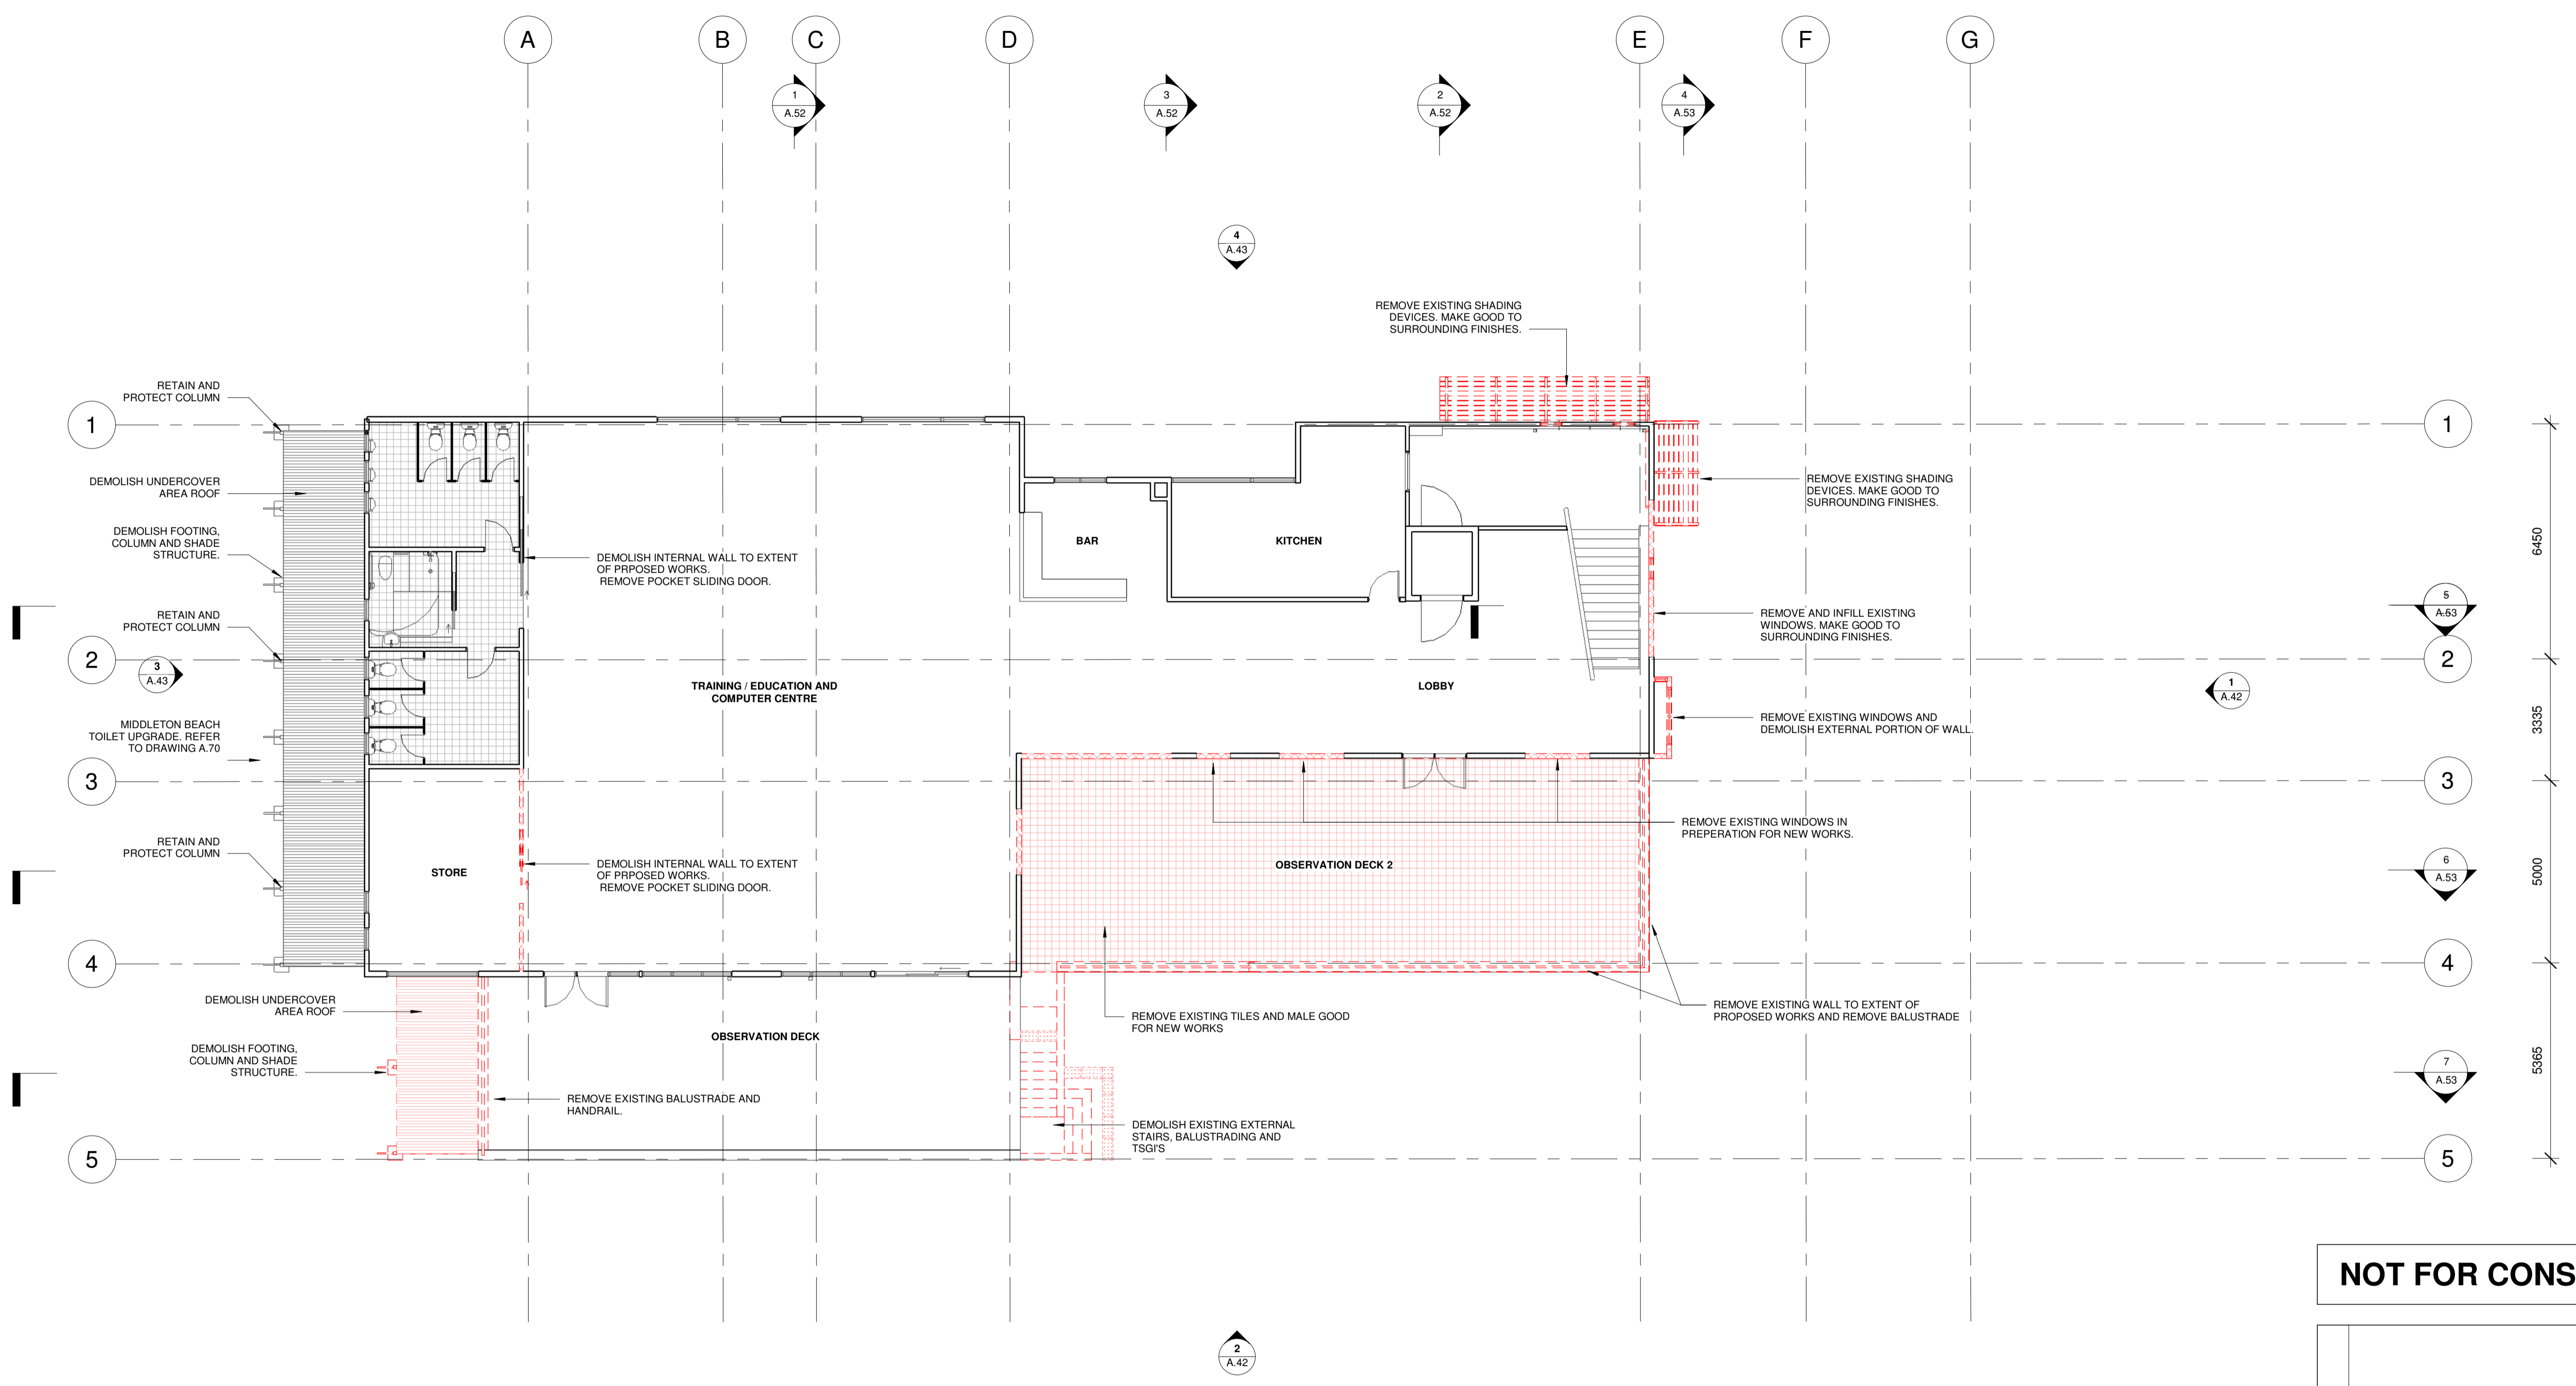 A B C D E F G
1
A.52
3
A.52
2
A.52
4
A.53
4
A.43
REMOVE EXISTING SHADING
DEVICES. MAKE GOOD TO
SURROUNDING FINISHES.
RETAIN AND
PROTECT COLUMN
1
1
DEMOLISH UNDERCOVER
AREA ROOF
REMOVE EXISTING SHADING
DEVICES. MAKE GOOD TO
SURROUNDING FINISHES.
DEMOLISH FOOTING,
COLUMN AND SHADE
STRUCTURE.
DEMOLISH INTERNAL WALL TO EXTENT
OF PRPOSED WORKS.
REMOVE POCKET SLIDING DOOR.
BAR
KITCHEN
6450
RETAIN AND
PROTECT COLUMN
REMOVE AND INFILL EXISTING
WINDOWS. MAKE GOOD TO
SURROUNDING FINISHES.
5
A.53
2
3
A.43
2
TRAINING / EDUCATION AND
COMPUTER CENTRE
LOBBY
1
A.42
3335
MIDDLETON BEACH
TOILET UPGRADE. REFER
TO DRAWING A.70
REMOVE EXISTING WINDOWS AND
DEMOLISH EXTERNAL PORTION OF WALL.
3
3
RETAIN AND
PROTECT COLUMN
REMOVE EXISTING WINDOWS IN
PREPERATION FOR NEW WORKS.
STORE
DEMOLISH INTERNAL WALL TO EXTENT
OF PRPOSED WORKS.
REMOVE POCKET SLIDING DOOR.
OBSERVATION DECK 2
6
A.53
5000
4
4
DEMOLISH UNDERCOVER
AREA ROOF
REMOVE EXISTING TILES AND MALE GOOD
FOR NEW WORKS
REMOVE EXISTING WALL TO EXTENT OF
PROPOSED WORKS AND REMOVE BALUSTRADE
OBSERVATION DECK
DEMOLISH FOOTING,
COLUMN AND SHADE
STRUCTURE.
7
A.53
5365
REMOVE EXISTING BALUSTRADE AND
HANDRAIL.
DEMOLISH EXISTING EXTERNAL
STAIRS, BALUSTRADING AND
TSGI'S
5
5
NOT FOR CONS
2
A.42